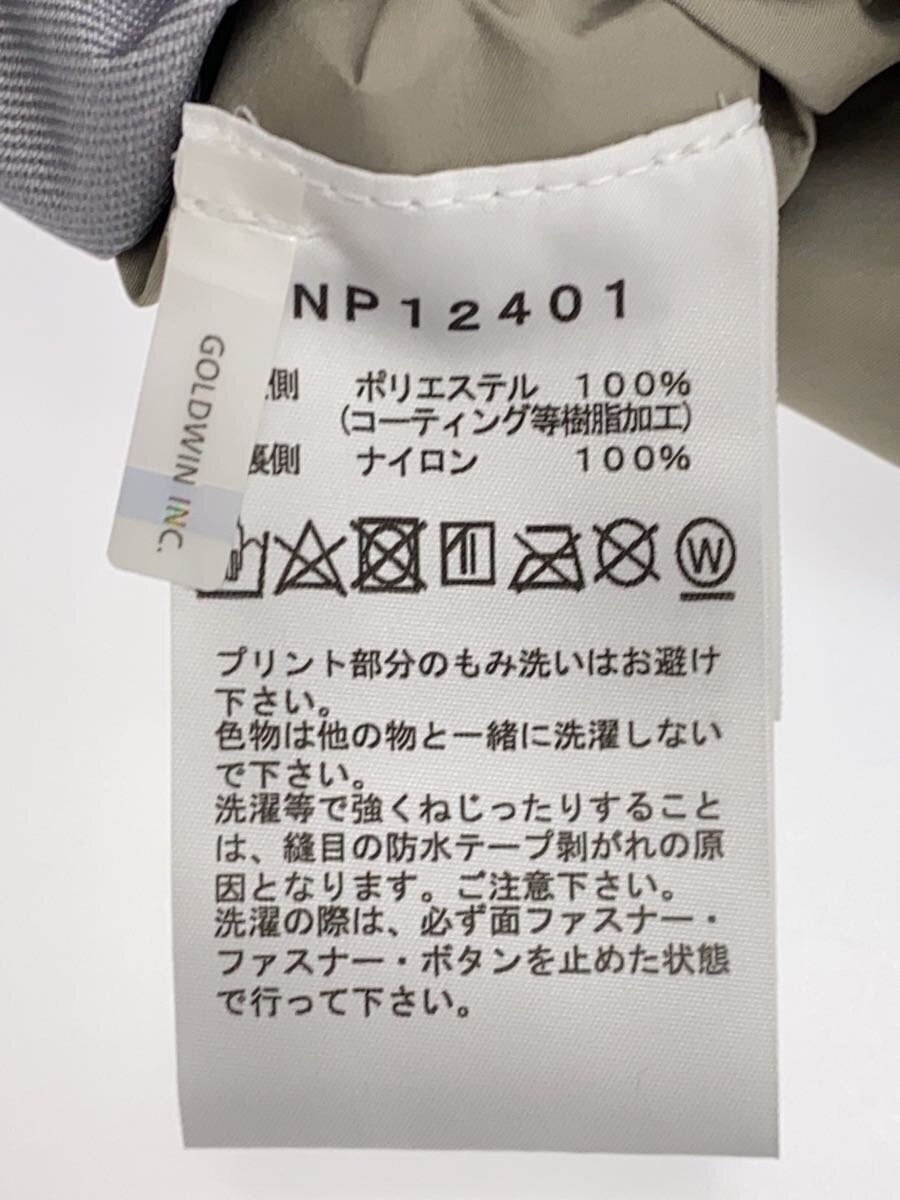 NP12401
側 ポリエステル 100%
(コーティング等樹脂加工)
裏側 ナイロン 100%
GOLDWIN INC.
W
プリント部分のもみ洗いはお避け
下さい。
色物は他の物と一緒に洗濯しない
で下さい。
洗濯等で強くねじったりすること
は、縫目の防水テープ剥がれの原
因となります。ご注意下さい。
洗濯の際は、必ず面ファスナー・
ファスナー・ボタンを止めた状態
で行って下さい。